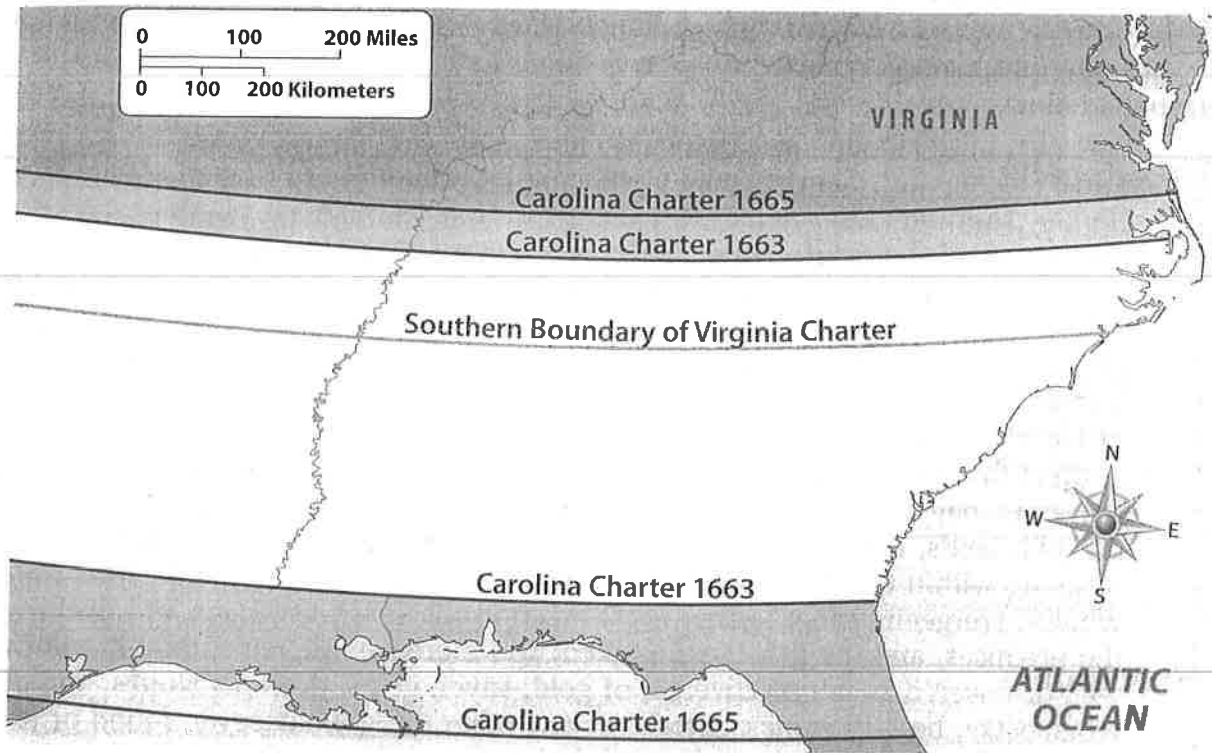 0 100 200 Miles
0 100 200 Kilometers
VIRGINIA
Carolina Charter 1665
Carolina Charter 1663
Southern Boundary of Virginia Charter
N
W E
S
Carolina Charter 1663
ATLANTIC
OCEAN
Carolina Charter 1665